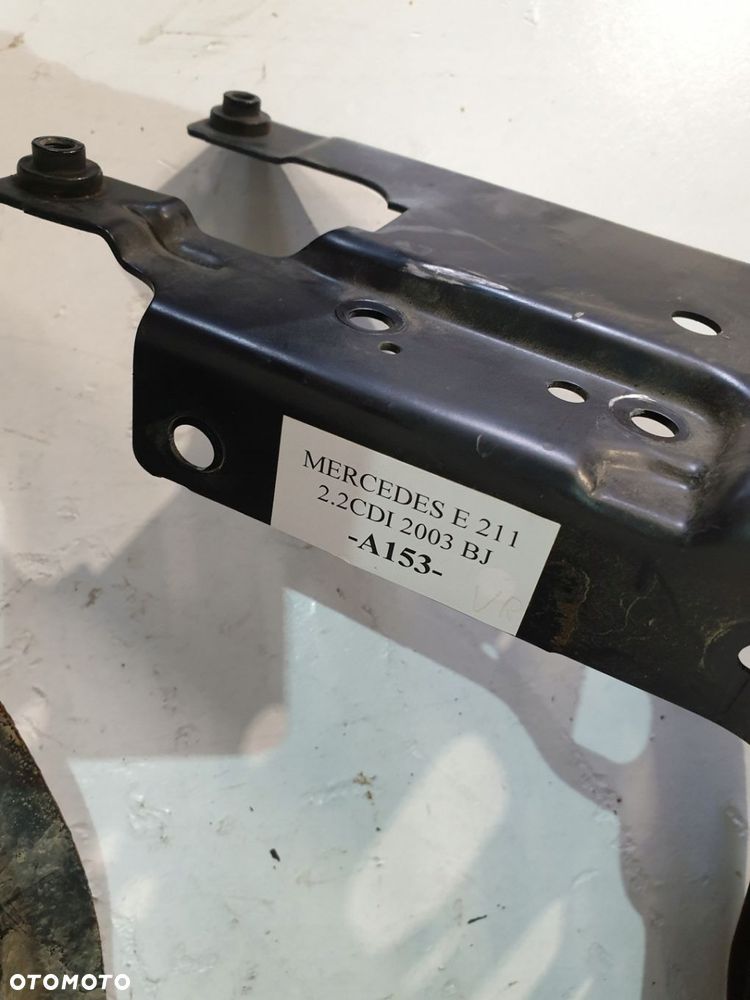 MERCEDES E 211
2.2CDI 2003 BJ
-A153-
VR
OTOMOTO